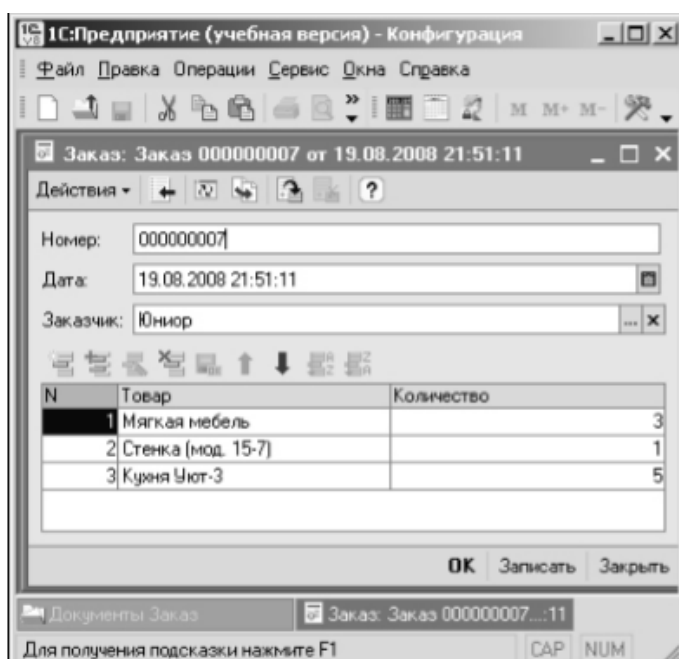 1С:Предприятие (учебная версия) - Конфигурация
Файл Правка Операции Сервис Окна Справка
M M+ M-
Заказ: Заказ 000000007 от 19.08.2008 21:51:11
Действия
Номер: 000000007
Дата: 19.08.2008 21:51:11
Заказчик: Юниор
N Товар Количество
1 Мягкая мебель 3
2 Стенка (мод. 15-7) 1
3 Кухня Уют-3 5
OK Записать Закрыть
Документы Заказ Заказ: Заказ 000000007...:11
Для получения подсказки нажмите F1 CAP NUM